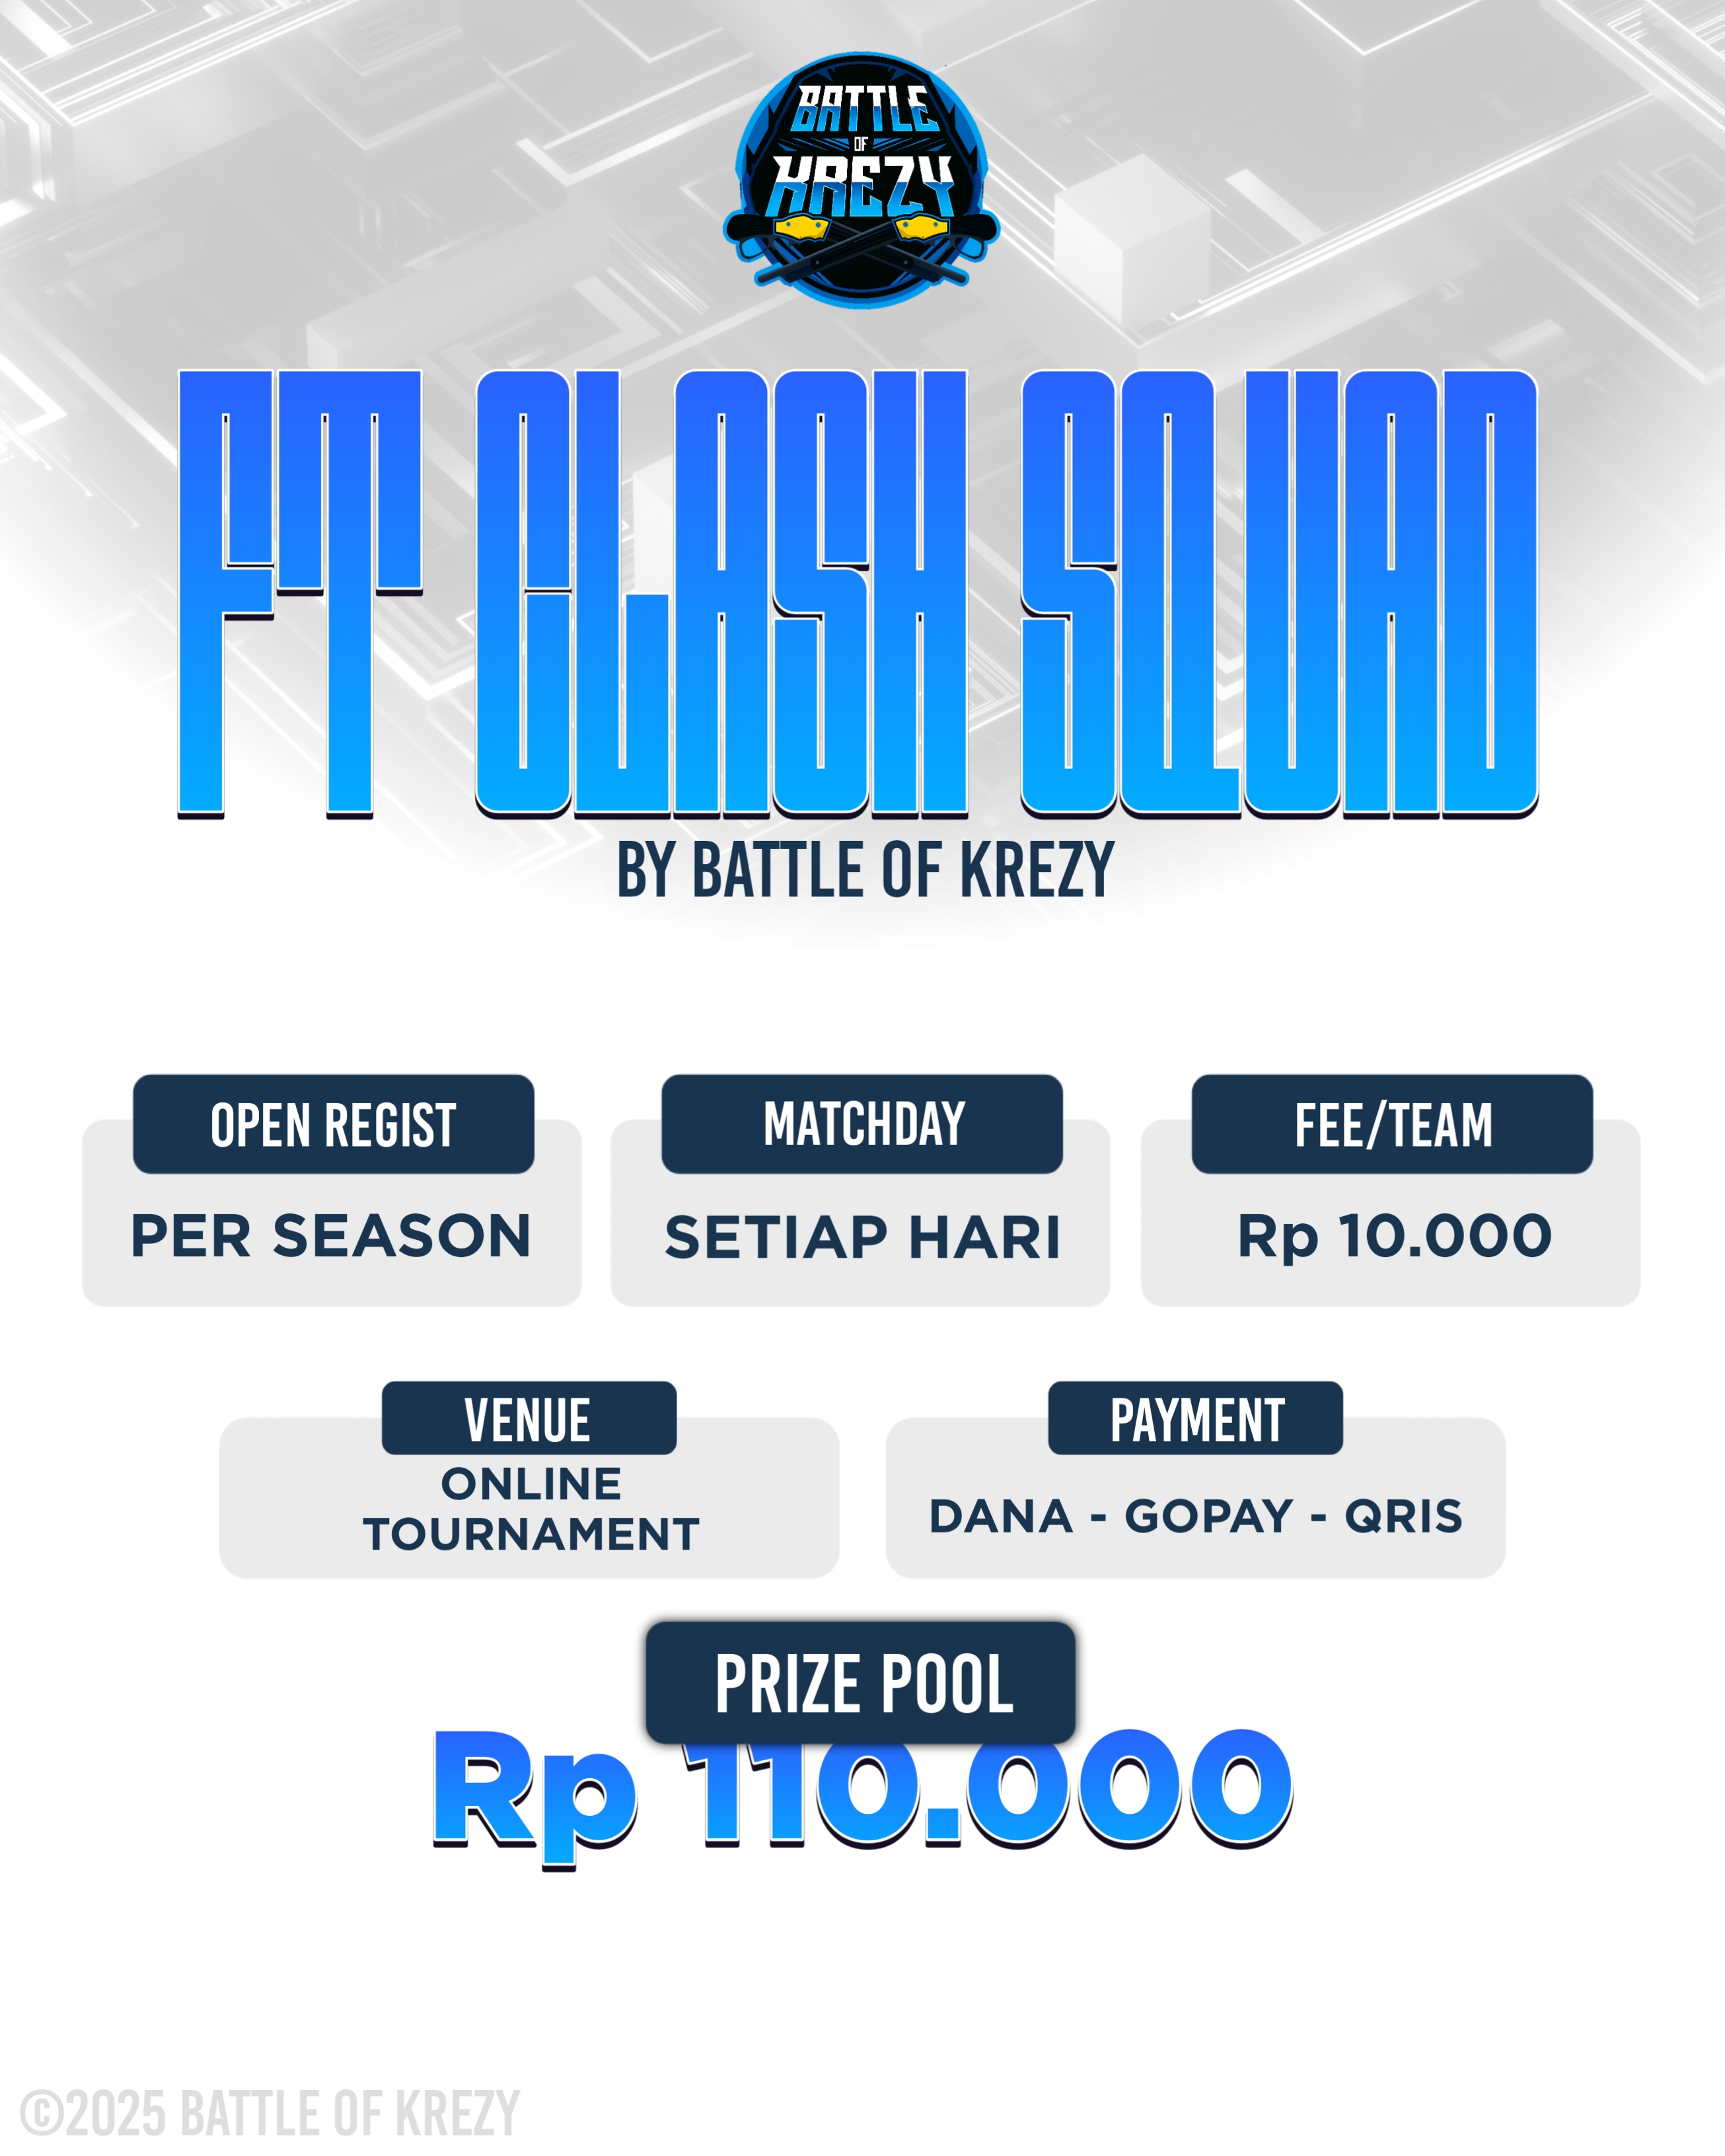 BATTLE
OF
KREZY
FT CLASH SQUAD
BY BATTLE OF KREZY
OPEN REGIST
PER SEASON
MATCHDAY
SETIAP HARI
FEE/TEAM
Rp 10.000
VENUE
ONLINE
TOURNAMENT
PAYMENT
DANA - GOPAY - QRIS
PRIZE POOL
Rp 110.000
©2025 BATTLE OF KREZY